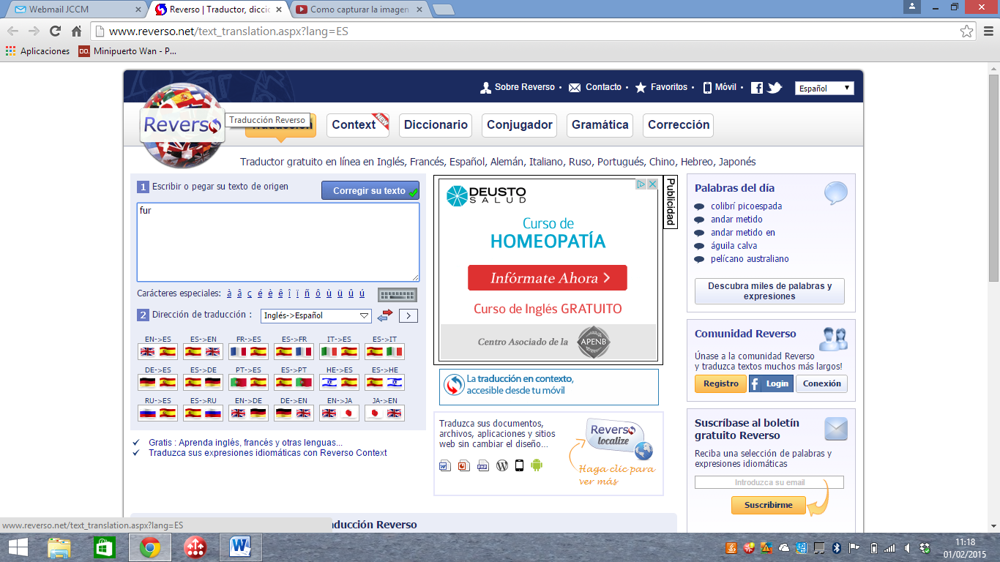 Webmail JCCM
Reverso | Traductor, diccio
Como capturar la imagen
www.reverso.net/text_translation.aspx?lang=ES
Aplicaciones
Minipuerto Wan - P...
Sobre Reverso
Contacto
Favoritos
Móvil
Español
Reverso
Traducción Reverso
Context
NEW
Diccionario
Conjugador
Gramática
Corrección
Traductor gratuito en línea en Inglés, Francés, Español, Alemán, Italiano, Ruso, Portugués, Chino, Hebreo, Japonés
1 Escribir o pegar su texto de origen
Corregir su texto
fur
Carácteres especiales: à â ç é è ê î ï ñ ô ù ü û ú
2 Dirección de traducción :
Inglés->Español
>
EN->ES ES->EN FR->ES ES->FR IT->ES ES->IT
DE->ES ES->DE PT->ES ES->PT HE->ES ES->HE
RU->ES ES->RU EN->DE DE->EN EN->JA JA->EN
Gratis : Aprenda inglés, francés y otras lenguas...
Traduzca sus expresiones idiomáticas con Reverso Context
DEUSTO
SALUD
Curso de
HOMEOPATÍA
Infórmate Ahora >
Curso de Inglés GRATUITO
Centro Asociado de la
APENB
Publicidad
La traducción en contexto,
accesible desde tu móvil
Traduzca sus documentos,
archivos, aplicaciones y sitios
web sin cambiar el diseño...
Reverso
localize
Haga clic para
ver más
Palabras del día
colibrí picoespada
andar metido
andar metido en
águila calva
pelícano australiano
Descubra miles de palabras y
expresiones
Comunidad Reverso
Únase a la comunidad Reverso
y traduzca textos muchos más largos!
Registro
f Login
Conexión
Suscríbase al boletín
gratuito Reverso
Reciba una selección de palabras y
expresiones idiomáticas
Introduzca su email
Suscribirme
www.reverso.net/text_translation.aspx?lang=ES
raducción Reverso
11:18
01/02/2015